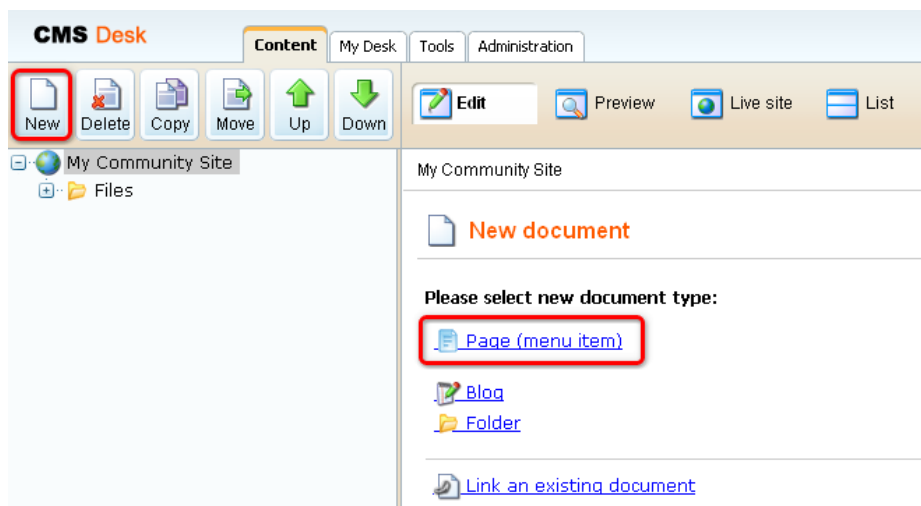 CMS Desk
Content My Desk Tools Administration
New Delete Copy Move Up Down
Edit Preview Live site List
My Community Site
Files
My Community Site
New document
Please select new document type:
Page (menu item)
Blog
Folder
Link an existing document